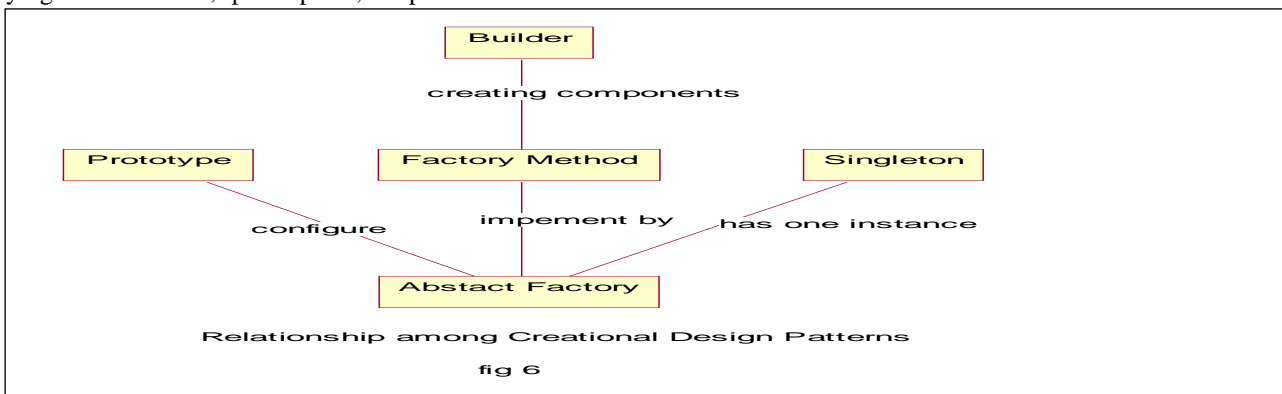 Builder
creating components
Prototype
Factory Method
Singleton
configure
impement by
has one instance
Abstact Factory
Relationship among Creational Design Patterns
fig 6